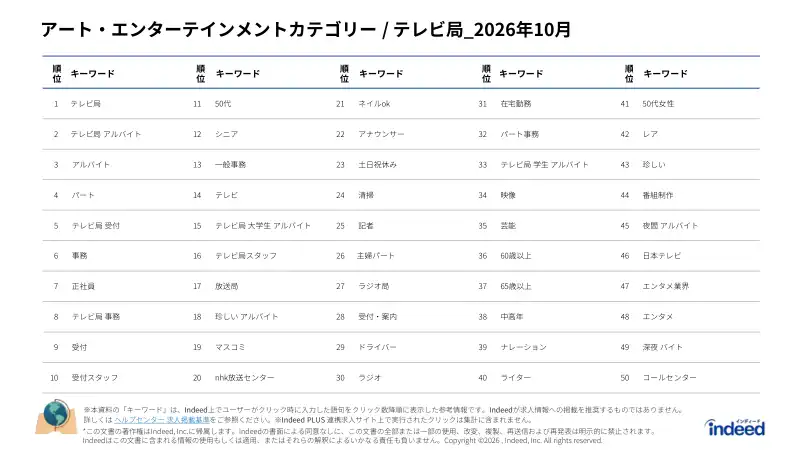 アート・エンターテインメントカテゴリー / テレビ局_2026年10月
順位 キーワード 順位 キーワード 順位 キーワード 順位 キーワード 順位 キーワード
1 テレビ局 11 50代 21 ネイルok 31 在宅勤務 41 50代女性
2 テレビ局 アルバイト 12 シニア 22 アナウンサー 32 パート事務 42 レア
3 アルバイト 13 一般事務 23 土日祝休み 33 テレビ局 学生 アルバイト 43 珍しい
4 パート 14 テレビ 24 清掃 34 映像 44 番組制作
5 テレビ局 受付 15 テレビ局 大学生 アルバイト 25 記者 35 芸能 45 夜間 アルバイト
6 事務 16 テレビ局スタッフ 26 主婦パート 36 60歳以上 46 日本テレビ
7 正社員 17 放送局 27 ラジオ局 37 65歳以上 47 エンタメ業界
8 テレビ局 事務 18 珍しい アルバイト 28 受付・案内 38 中高年 48 エンタメ
9 受付 19 マスコミ 29 ドライバー 39 ナレーション 49 深夜 バイト
10 受付スタッフ 20 nhk放送センター 30 ラジオ 40 ライター 50 コールセンター
※本資料の「キーワード」は、Indeed上でユーザーがクリック時に入力した語句をクリック数降順に表示した参考情報です。Indeedが求人情報への掲載を推奨するものではありません。
詳しくは ヘルプセンター 求人掲載基準をご参照ください。※Indeed PLUS 連携求人サイト上で実行されたクリックは集計に含まれません。
*この文書の著作権はIndeed, Inc.に帰属します。Indeedの書面による同意なしに、この文書の全部または一部の使用、改変、複製、再送信および再発表は明示的に禁止されます。
Indeedはこの文書に含まれる情報の使用もしくは適用、またはそれらの解釈によるいかなる責任も負いません。Copyright ©2026 , Indeed, Inc. All rights reserved.
インディード
indeed